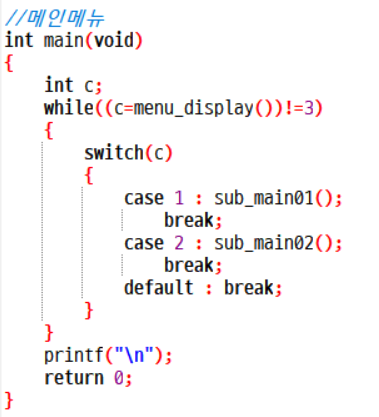 //메인메뉴
int main(void)
{
    int c;
    while((c=menu_display())!=3)
    {
        switch(c)
        {
            case 1 : sub_main01();
                break;
            case 2 : sub_main02();
                break;
            default : break;
        }
    }
    printf("\n");
    return 0;
}